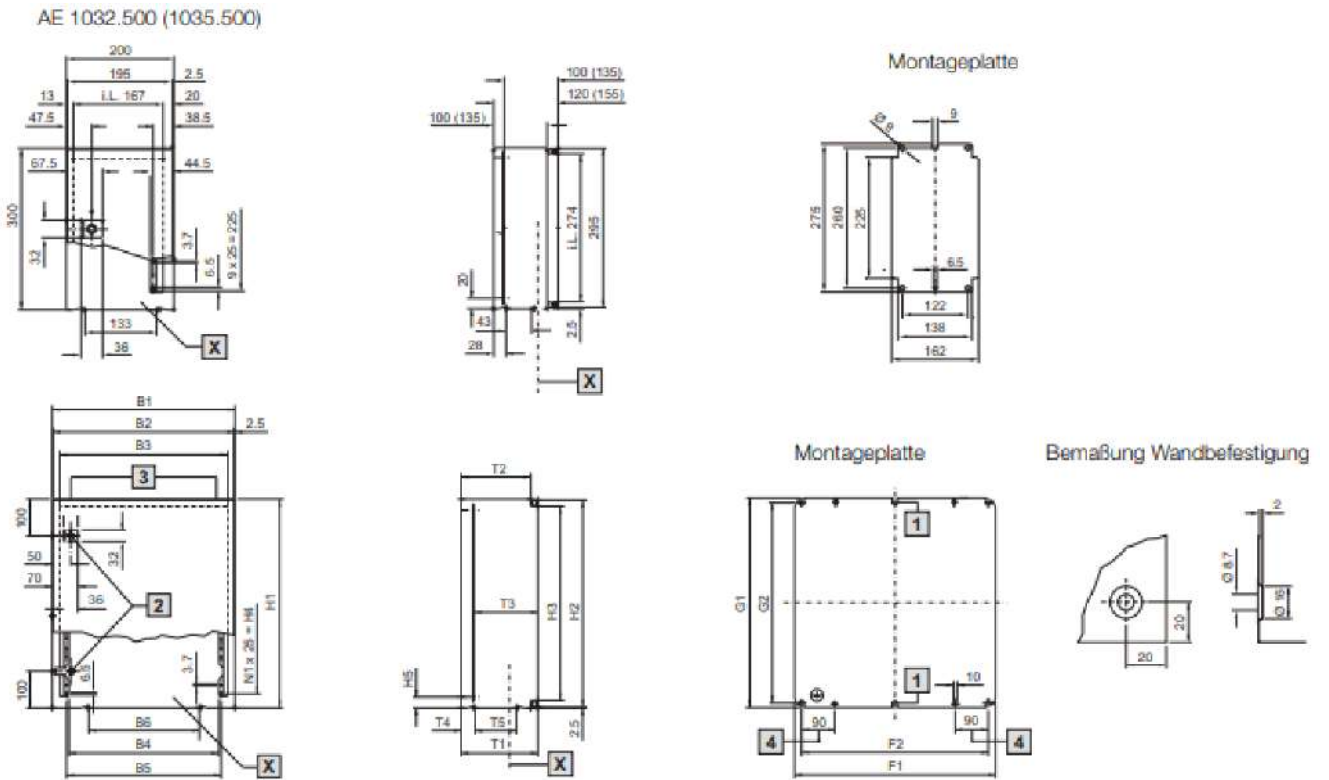 AE 1032.500 (1035.500)
200
195
2.5
13
i.L. 167
20
47.5
38.5
67.5
44.5
300
32
3.7
6.5
9 x 25 = 225
133
36
X
100 (135)
120 (155)
100 (135)
i.L. 274
295
20
43
28
2.5
X
Montageplatte
Ø 8
9
275
260
225
6.5
122
138
162
B1
B2
2.5
B3
3
100
50
32
70
36
2
H1
N1 x 25 = H4
6.5
3.7
100
B6
B4
B5
X
T2
T3
H3
H2
H5
T4
T5
2.5
T1
X
Montageplatte
1
G1
G2
1
10
90
90
4
F2
4
F1
Bemaßung Wandbefestigung
2
Ø 8.7
Ø 16
20
20